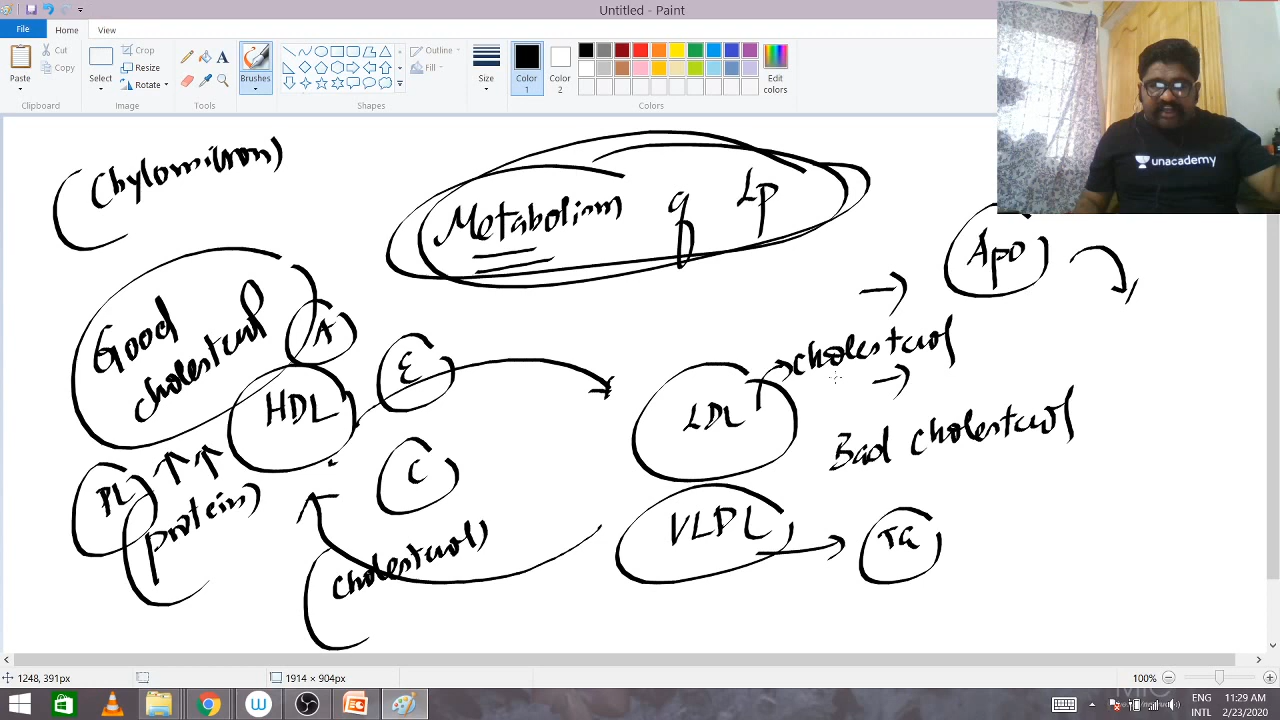 Untitled - Paint
File
Home
View
Paste
Cut
Copy
Clipboard
Select
Crop
Resize
Rotate
Image
Tools
Brushes
Shapes
Outline
Fill
Size
Color
1
Color
2
Edit
colors
Colors
unacademy
Chylomicron
Metabolism of Lp
Apo
Good
cholesterol
A
E
HDL
LDL
cholesterol
Bad cholesterol
PL
protein
C
cholesterol
VLDL
TG
1248, 391px
1914 × 904px
100%
ENG
INTL
11:29 AM
2/23/2020